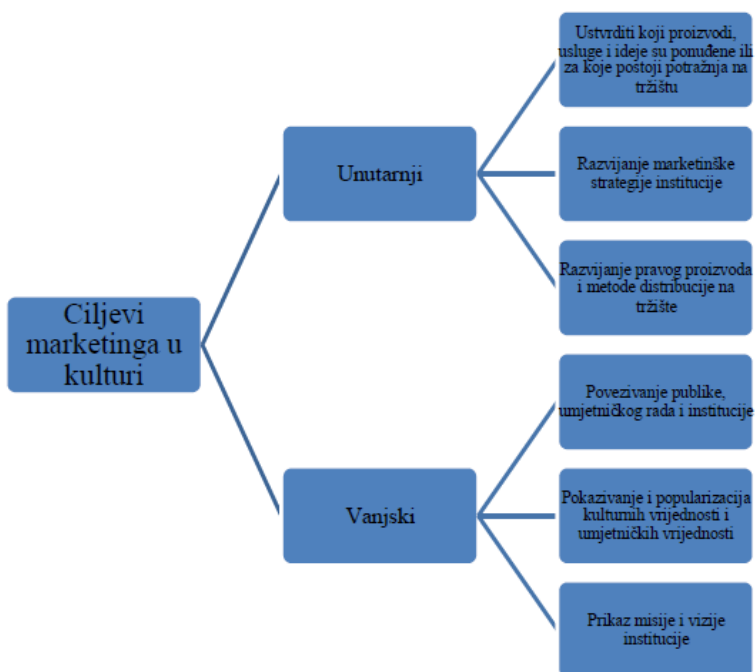 Ciljevi
marketinga u
kulturi
Unutarnji
Ustvrditi koji proizvodi,
usluge i ideje su ponuđene ili
za koje postoji potražnja na
tržištu
Razvijanje marketinške
strategije institucije
Razvijanje pravog proizvoda
i metode distribucije na
tržište
Vanjski
Povezivanje publike,
umjetničkog rada i institucije
Pokazivanje i popularizacija
kulturnih vrijednosti i
umjetničkih vrijednosti
Prikaz misije i vizije
institucije